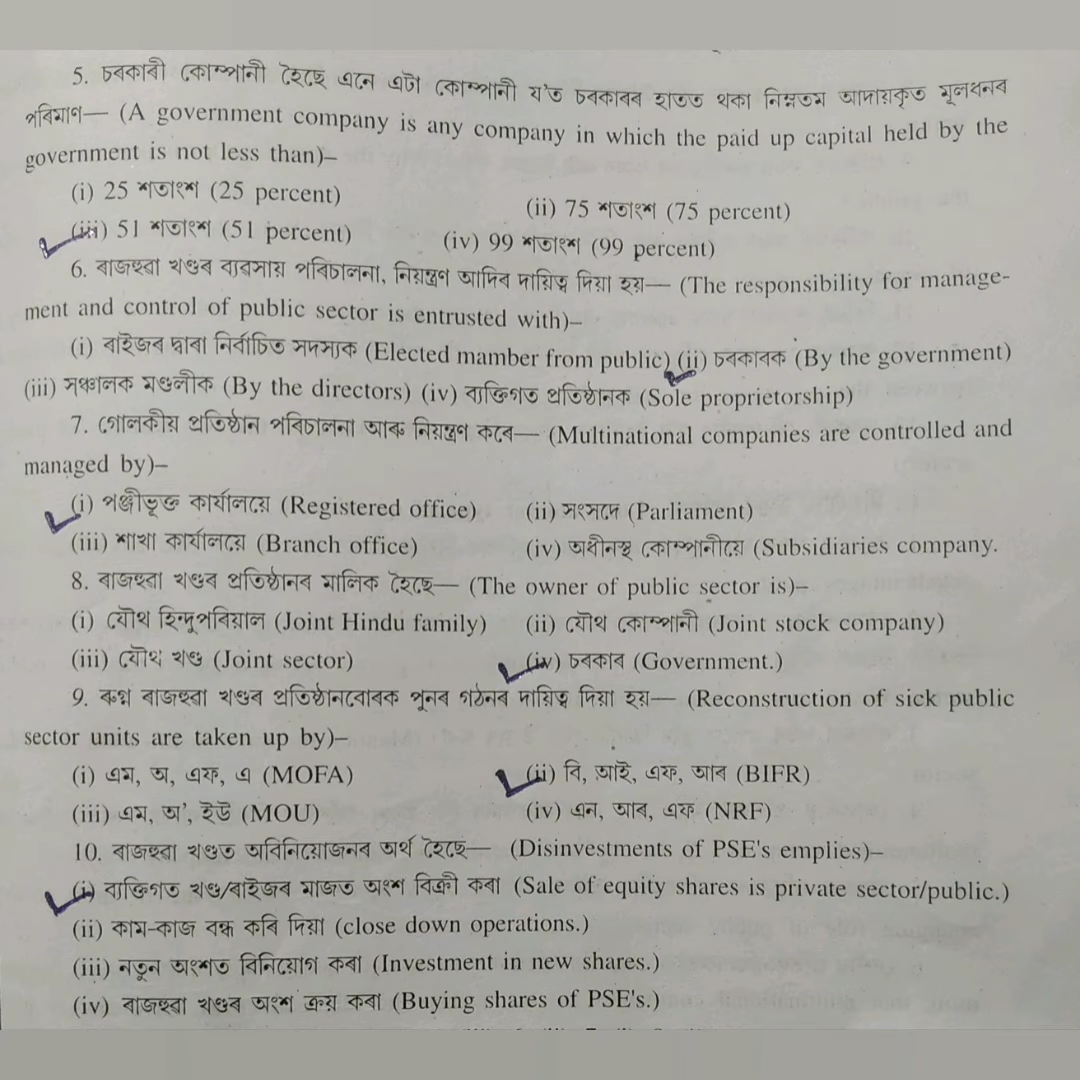 5. চৰকাৰী কোম্পানী হৈছে এনে এটা কোম্পানী য'ত চৰকাৰৰ হাতত থকা নিম্নতম আদায়কৃত মূলধনৰ
পৰিমাণ— (A government company is any company in which the paid up capital held by the
government is not less than)–
(i) 25 শতাংশ (25 percent) (ii) 75 শতাংশ (75 percent)
(iii) 51 শতাংশ (51 percent) (iv) 99 শতাংশ (99 percent)
6. ৰাজহুৱা খণ্ডৰ ব্যৱসায় পৰিচালনা, নিয়ন্ত্ৰণ আদিৰ দায়িত্ব দিয়া হয়— (The responsibility for manage-
ment and control of public sector is entrusted with)–
(i) ৰাইজৰ দ্বাৰা নিৰ্বাচিত সদস্যক (Elected mamber from public) (ii) চৰকাৰক (By the government)
(iii) সঞ্চালক মণ্ডলীক (By the directors) (iv) ব্যক্তিগত প্ৰতিষ্ঠানক (Sole proprietorship)
7. গোলকীয় প্ৰতিষ্ঠান পৰিচালনা আৰু নিয়ন্ত্ৰণ কৰে— (Multinational companies are controlled and
managed by)–
(i) পঞ্জীভূক্ত কাৰ্যালয়ে (Registered office) (ii) সংসদে (Parliament)
(iii) শাখা কাৰ্যালয়ে (Branch office) (iv) অধীনস্থ কোম্পানীয়ে (Subsidiaries company.
8. ৰাজহুৱা খণ্ডৰ প্ৰতিষ্ঠানৰ মালিক হৈছে— (The owner of public sector is)–
(i) যৌথ হিন্দুপৰিয়াল (Joint Hindu family) (ii) যৌথ কোম্পানী (Joint stock company)
(iii) যৌথ খণ্ড (Joint sector) (iv) চৰকাৰ (Government.)
9. ৰুগ্ন ৰাজহুৱা খণ্ডৰ প্ৰতিষ্ঠানবোৰক পুনৰ গঠনৰ দায়িত্ব দিয়া হয়— (Reconstruction of sick public
sector units are taken up by)–
(i) এম, অ, এফ, এ (MOFA) (ii) বি, আই, এফ, আৰ (BIFR)
(iii) এম, অ', ইউ (MOU) (iv) এন, আৰ, এফ (NRF)
10. ৰাজহুৱা খণ্ডত অবিনিয়োজনৰ অৰ্থ হৈছে— (Disinvestments of PSE's emplies)–
(i) ব্যক্তিগত খণ্ড/ৰাইজৰ মাজত অংশ বিক্ৰী কৰা (Sale of equity shares is private sector/public.)
(ii) কাম-কাজ বন্ধ কৰি দিয়া (close down operations.)
(iii) নতুন অংশত বিনিয়োগ কৰা (Investment in new shares.)
(iv) ৰাজহুৱা খণ্ডৰ অংশ ক্ৰয় কৰা (Buying shares of PSE's.)